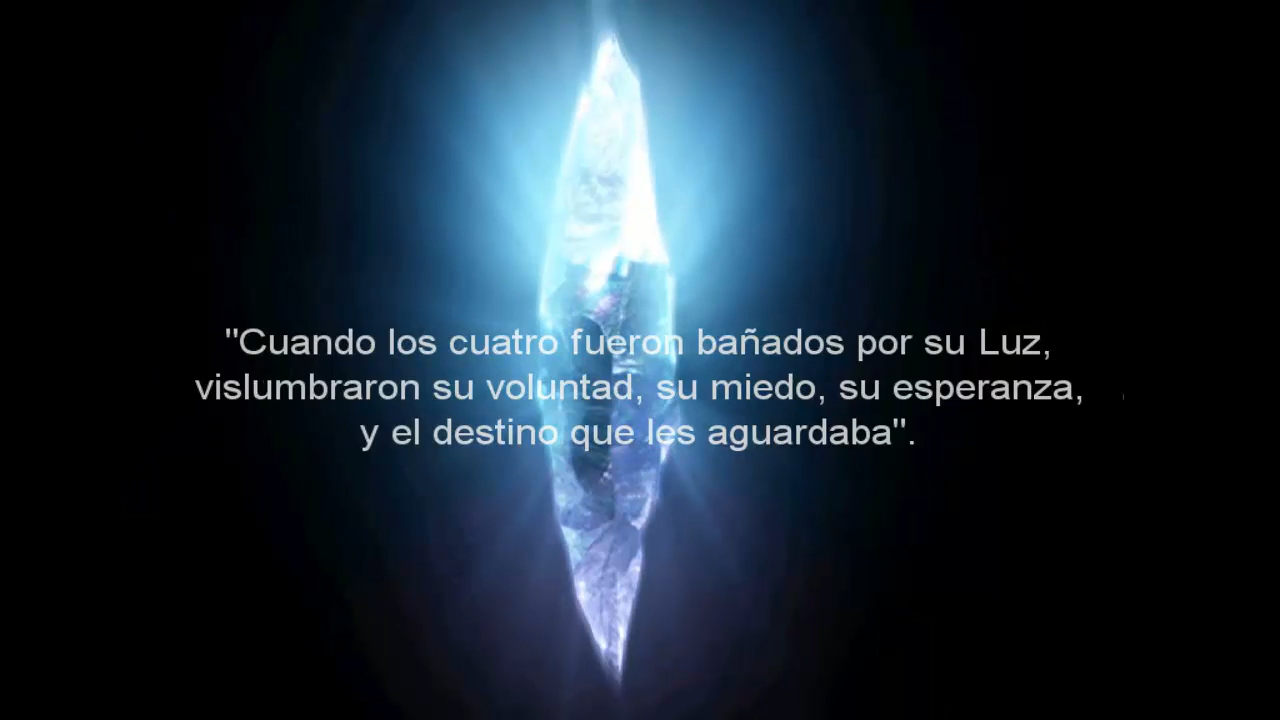 "Cuando los cuatro fueron bañados por su Luz,
vislumbraron su voluntad, su miedo, su esperanza,
y el destino que les aguardaba".